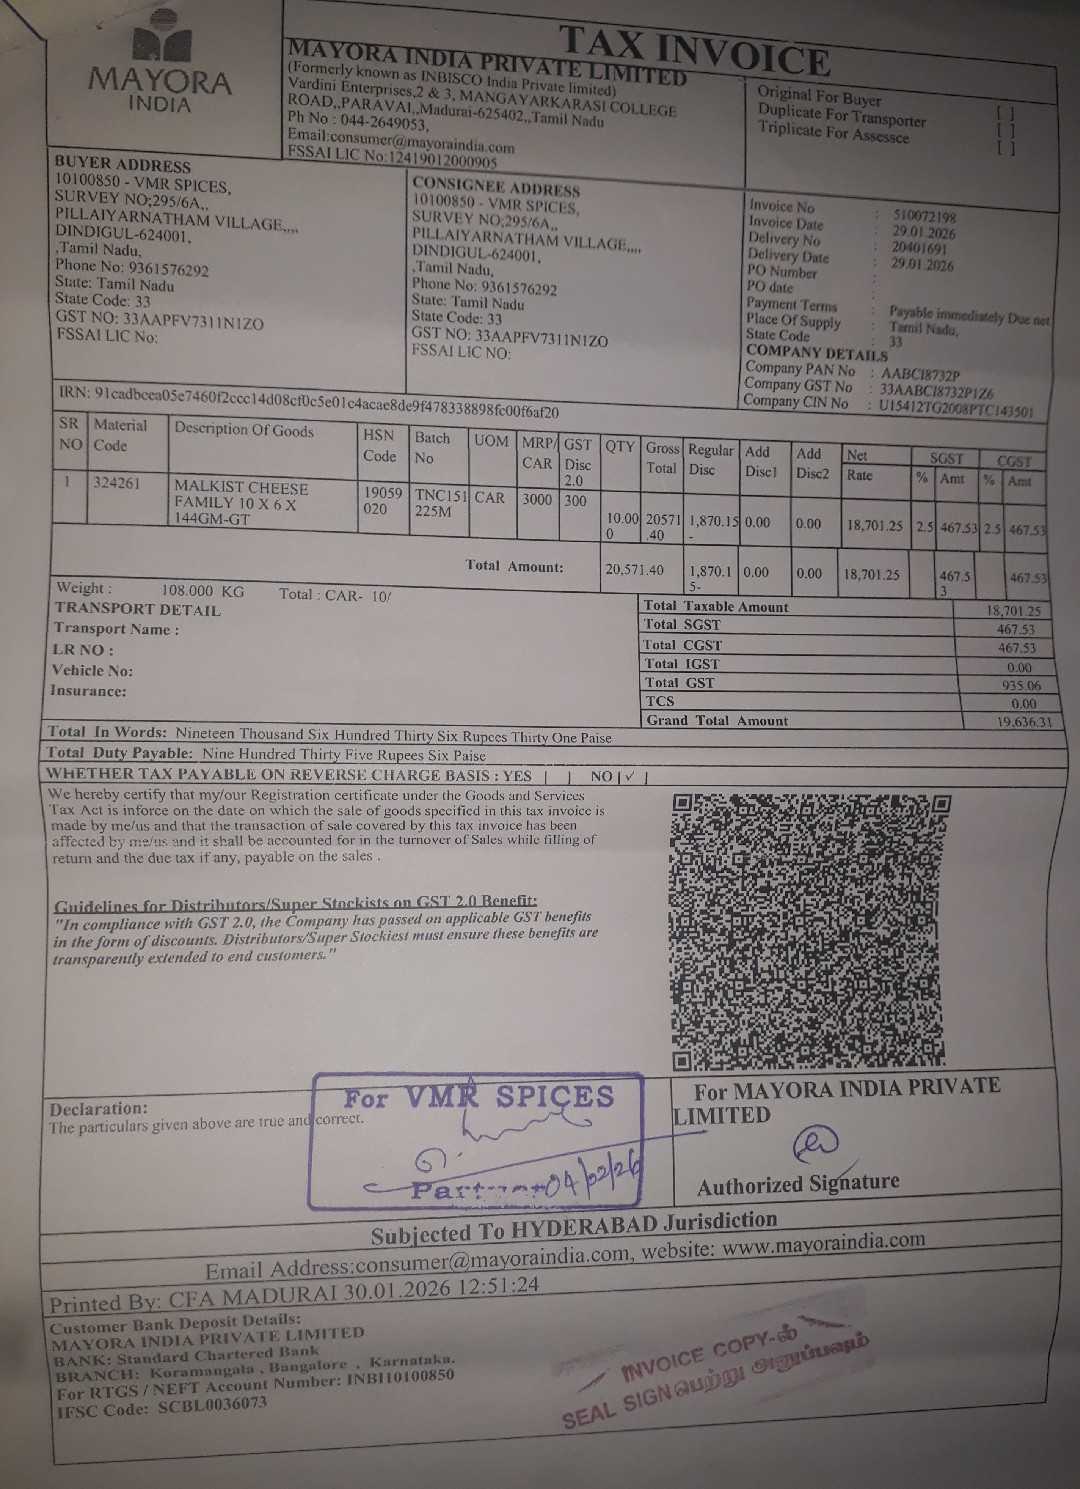 MAYORA
INDIA
TAX INVOICE
MAYORA INDIA PRIVATE LIMITED
(Formerly known as INBISCO India Private limited)
Vardini Enterprises,2 & 3, MANGAYARKARASI COLLEGE
ROAD,,PARAVAI,,Madurai-625402,,Tamil Nadu
Ph No : 044-2649053,
Email:consumer@mayoraindia.com
FSSAI LIC No:12419012000905
Original For Buyer [ ]
Duplicate For Transporter [ ]
Triplicate For Assessce [ ]
BUYER ADDRESS
10100850 - VMR SPICES,
SURVEY NO;295/6A,,
PILLAIYARNATHAM VILLAGE,,,,
DINDIGUL-624001,
,Tamil Nadu,
Phone No: 9361576292
State: Tamil Nadu
State Code: 33
GST NO: 33AAPFV7311N1ZO
FSSAI LIC No:
CONSIGNEE ADDRESS
10100850 - VMR SPICES,
SURVEY NO;295/6A,,
PILLAIYARNATHAM VILLAGE,,,,
DINDIGUL-624001,
,Tamil Nadu,
Phone No: 9361576292
State: Tamil Nadu
State Code: 33
GST NO: 33AAPFV7311N1ZO
FSSAI LIC NO:
Invoice No : 510072198
Invoice Date : 29.01.2026
Delivery No : 20401691
Delivery Date : 29.01.2026
PO Number :
PO date :
Payment Terms : Payable immediately Due net
Place Of Supply : Tamil Nadu,
State Code : 33
COMPANY DETAILS
Company PAN No : AABCI8732P
Company GST No : 33AABCI8732P1Z6
Company CIN No : U15412TG2008PTC143501
SR NO Material Code Description Of Goods HSN Code Batch No UOM MRP/ CAR GST Disc 2.0 QTY Gross Total Regular Disc Add Disc1 Add Disc2 Net Rate SGST % Amt CGST % Amt
1 324261 MALKIST CHEESE FAMILY 10 X 6 X 144GM-GT 19059020 TNC151225M CAR 3000 300 10.000 20571.40 1,870.15- 0.00 0.00 18,701.25 2.5 467.53 2.5 467.53
Total Amount: 20,571.40 1,870.15- 0.00 0.00 18,701.25 467.53 467.53
Weight : 108.000 KG Total : CAR- 10/
TRANSPORT DETAIL
Transport Name :
LR NO :
Vehicle No:
Insurance:
Total Taxable Amount 18,701.25
Total SGST 467.53
Total CGST 467.53
Total IGST 0.00
Total GST 935.06
TCS 0.00
Grand Total Amount 19,636.31
Total In Words: Nineteen Thousand Six Hundred Thirty Six Rupees Thirty One Paise
Total Duty Payable: Nine Hundred Thirty Five Rupees Six Paise
WHETHER TAX PAYABLE ON REVERSE CHARGE BASIS : YES [ ] NO [✓]
We hereby certify that my/our Registration certificate under the Goods and Services
Tax Act is inforce on the date on which the sale of goods specified in this tax invoice is
made by me/us and that the transaction of sale covered by this tax invoice has been
affected by me/us and it shall be accounted for in the turnover of Sales while filling of
return and the due tax if any, payable on the sales .
Guidelines for Distributors/Super Stockists on GST 2.0 Benefit:
"In compliance with GST 2.0, the Company has passed on applicable GST benefits
in the form of discounts. Distributors/Super Stockiest must ensure these benefits are
transparently extended to end customers."
Declaration:
The particulars given above are true and correct.
For VMR SPICES
Partner
04/02/26
For MAYORA INDIA PRIVATE
LIMITED
Authorized Signature
Subjected To HYDERABAD Jurisdiction
Email Address:consumer@mayoraindia.com, website: www.mayoraindia.com
Printed By: CFA MADURAI 30.01.2026 12:51:24
Customer Bank Deposit Details:
MAYORA INDIA PRIVATE LIMITED
BANK: Standard Chartered Bank
BRANCH: Koramangala , Bangalore , Karnataka.
For RTGS / NEFT Account Number: INBI10100850
IFSC Code: SCBL0036073
INVOICE COPY-ல்
SEAL SIGN பெற்று அனுப்பவும்